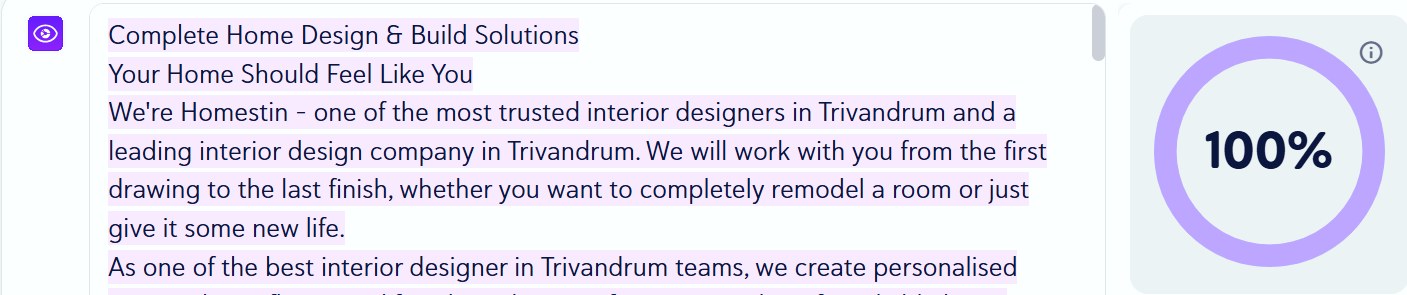 Complete Home Design & Build Solutions
Your Home Should Feel Like You
We're Homestin - one of the most trusted interior designers in Trivandrum and a
leading interior design company in Trivandrum. We will work with you from the first
drawing to the last finish, whether you want to completely remodel a room or just
give it some new life.
As one of the best interior designer in Trivandrum teams, we create personalised
100%